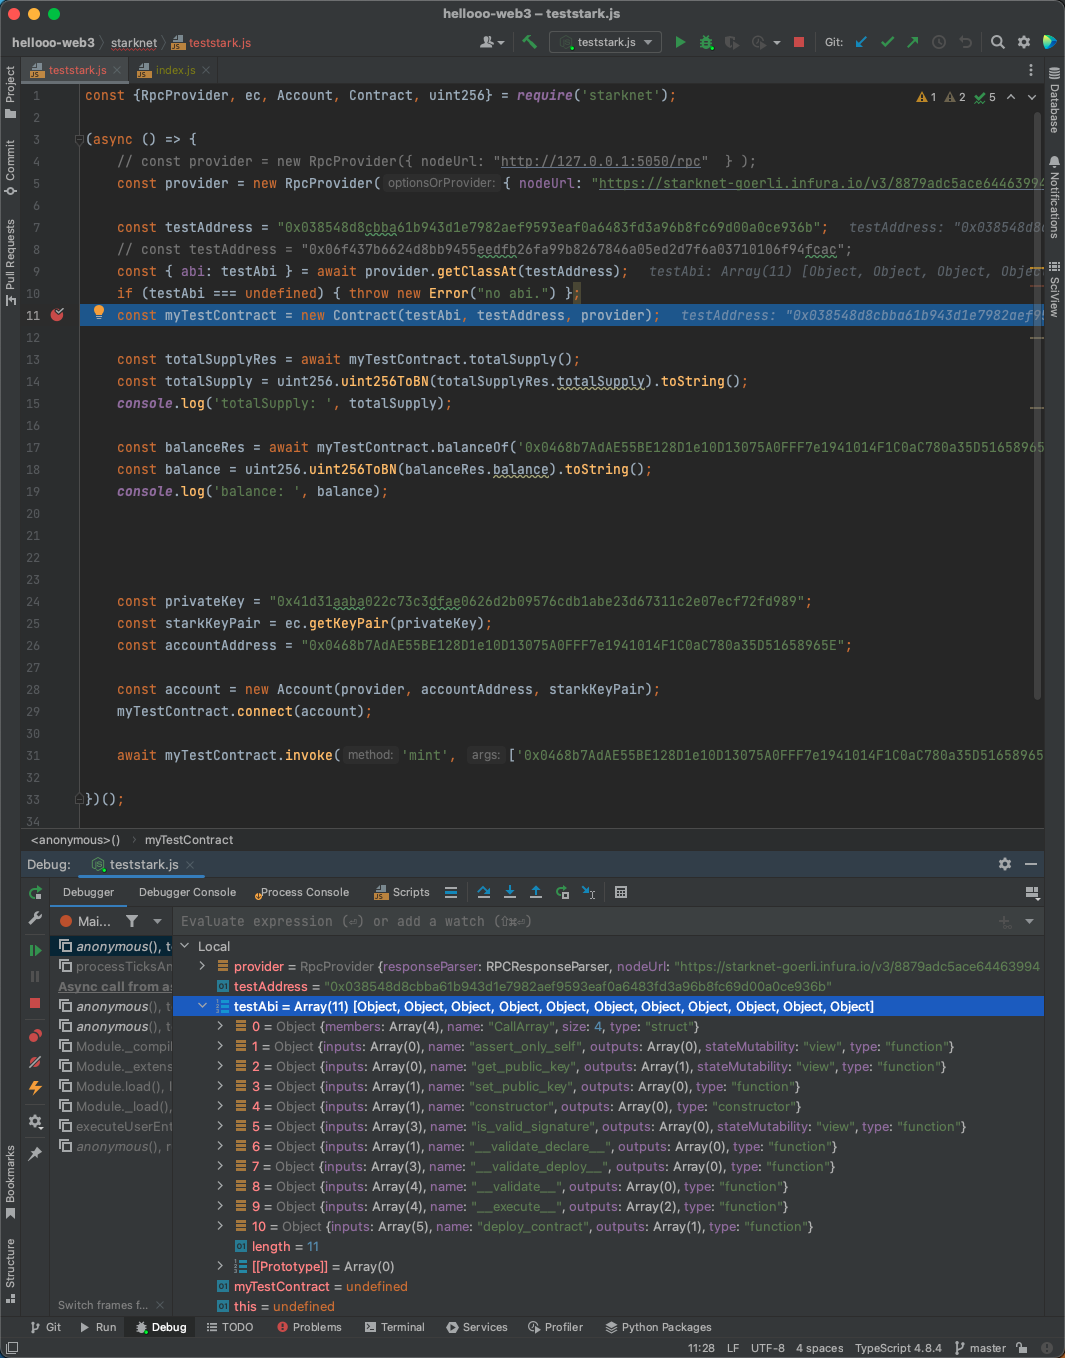 hellooo-web3 – teststark.js
hellooo-web3 starknet teststark.js
teststark.js
Git:
teststark.js index.js
Project
Commit
Pull Requests
Bookmarks
Structure
Database
Notifications
SciView
1 2 5
1 const {RpcProvider, ec, Account, Contract, uint256} = require('starknet');
2
3 (async () => {
4 // const provider = new RpcProvider({ nodeUrl: "http://127.0.0.1:5050/rpc"  } );
5 const provider = new RpcProvider( optionsOrProvider: { nodeUrl: "https://starknet-goerli.infura.io/v3/8879adc5ace64463994
6
7 const testAddress = "0x038548d8cbba61b943d1e7982aef9593eaf0a6483fd3a96b8fc69d00a0ce936b"; testAddress: "0x038548d8
8 // const testAddress = "0x06f437b6624d8bb9455eedfb26fa99b8267846a05ed2d7f6a03710106f94fcac";
9 const { abi: testAbi } = await provider.getClassAt(testAddress); testAbi: Array(11) [Object, Object, Object, Objec
10 if (testAbi === undefined) { throw new Error("no abi.") };
11 const myTestContract = new Contract(testAbi, testAddress, provider); testAddress: "0x038548d8cbba61b943d1e7982aef95
12
13 const totalSupplyRes = await myTestContract.totalSupply();
14 const totalSupply = uint256.uint256ToBN(totalSupplyRes.totalSupply).toString();
15 console.log('totalSupply: ', totalSupply);
16
17 const balanceRes = await myTestContract.balanceOf('0x0468b7AdAE55BE128D1e10D13075A0FFF7e1941014F1C0aC780a35D51658965
18 const balance = uint256.uint256ToBN(balanceRes.balance).toString();
19 console.log('balance: ', balance);
20
21
22
23
24 const privateKey = "0x41d31aaba022c73c3dfae0626d2b09576cdb1abe23d67311c2e07ecf72fd989";
25 const starkKeyPair = ec.getKeyPair(privateKey);
26 const accountAddress = "0x0468b7AdAE55BE128D1e10D13075A0FFF7e1941014F1C0aC780a35D51658965E";
27
28 const account = new Account(provider, accountAddress, starkKeyPair);
29 myTestContract.connect(account);
30
31 await myTestContract.invoke( method: 'mint', args: ['0x0468b7AdAE55BE128D1e10D13075A0FFF7e1941014F1C0aC780a35D51658965
32
33 })();
34
<anonymous>() myTestContract
Debug: teststark.js
Debugger Debugger Console Process Console Scripts
Mai...
Evaluate expression (⏎) or add a watch (⇧⌘⏎)
anonymous(), t
processTicksAn
Async call from as
anonymous(), t
anonymous(), t
Module._compil
Module._extens
Module.load(), l
Module._load(),
executeUserEnt
anonymous(), r
Switch frames f...
Local
provider = RpcProvider {responseParser: RPCResponseParser, nodeUrl: "https://starknet-goerli.infura.io/v3/8879adc5ace64463994
testAddress = "0x038548d8cbba61b943d1e7982aef9593eaf0a6483fd3a96b8fc69d00a0ce936b"
testAbi = Array(11) [Object, Object, Object, Object, Object, Object, Object, Object, Object, Object, Object]
0 = Object {members: Array(4), name: "CallArray", size: 4, type: "struct"}
1 = Object {inputs: Array(0), name: "assert_only_self", outputs: Array(0), stateMutability: "view", type: "function"}
2 = Object {inputs: Array(0), name: "get_public_key", outputs: Array(1), stateMutability: "view", type: "function"}
3 = Object {inputs: Array(1), name: "set_public_key", outputs: Array(0), type: "function"}
4 = Object {inputs: Array(1), name: "constructor", outputs: Array(0), type: "constructor"}
5 = Object {inputs: Array(3), name: "is_valid_signature", outputs: Array(0), stateMutability: "view", type: "function"}
6 = Object {inputs: Array(1), name: "__validate_declare__", outputs: Array(0), type: "function"}
7 = Object {inputs: Array(3), name: "__validate_deploy__", outputs: Array(0), type: "function"}
8 = Object {inputs: Array(4), name: "__validate__", outputs: Array(0), type: "function"}
9 = Object {inputs: Array(4), name: "__execute__", outputs: Array(2), type: "function"}
10 = Object {inputs: Array(5), name: "deploy_contract", outputs: Array(1), type: "function"}
length = 11
[[Prototype]] = Array(0)
myTestContract = undefined
this = undefined
Git Run Debug TODO Problems Terminal Services Profiler Python Packages
11:28 LF UTF-8 4 spaces TypeScript 4.8.4 master